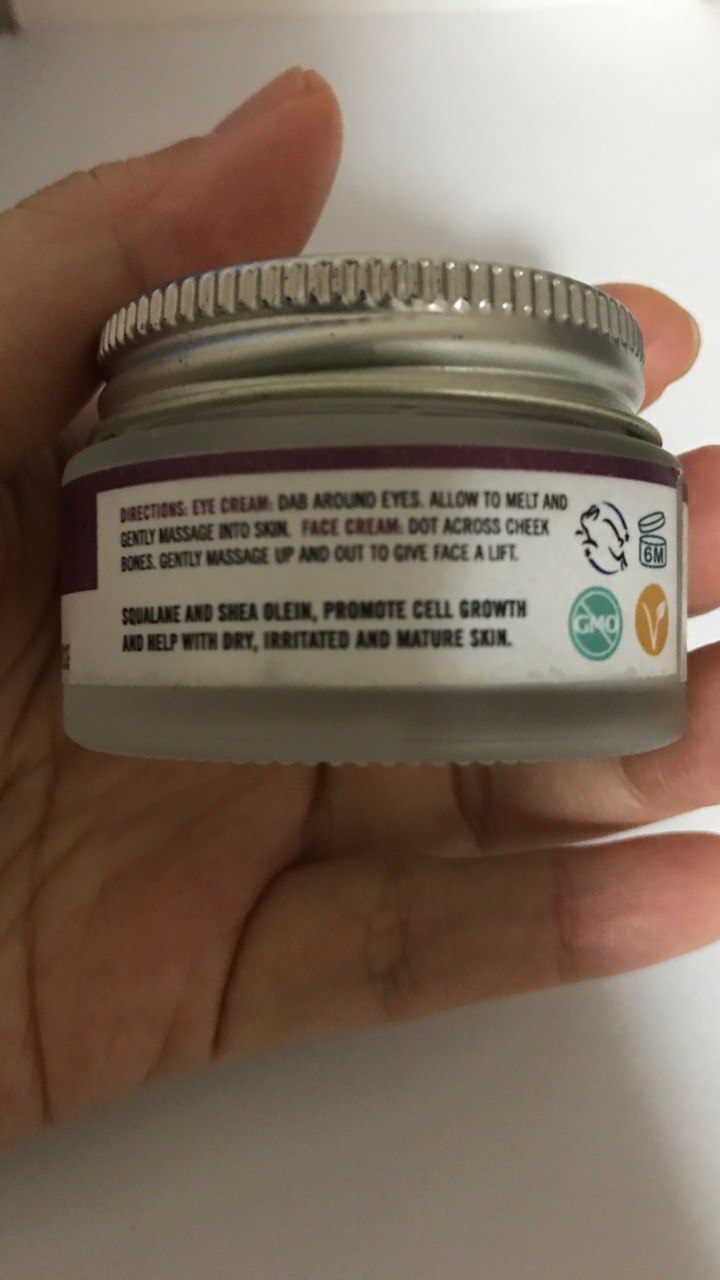 DIRECTIONS: EYE CREAM: DAB AROUND EYES. ALLOW TO MELT AND
GENTLY MASSAGE INTO SKIN. FACE CREAM: DOT ACROSS CHEEK
BONES. GENTLY MASSAGE UP AND OUT TO GIVE FACE A LIFT.
SQUALANE AND SHEA OLEIN, PROMOTE CELL GROWTH
AND HELP WITH DRY, IRRITATED AND MATURE SKIN.
6M
GMO
V